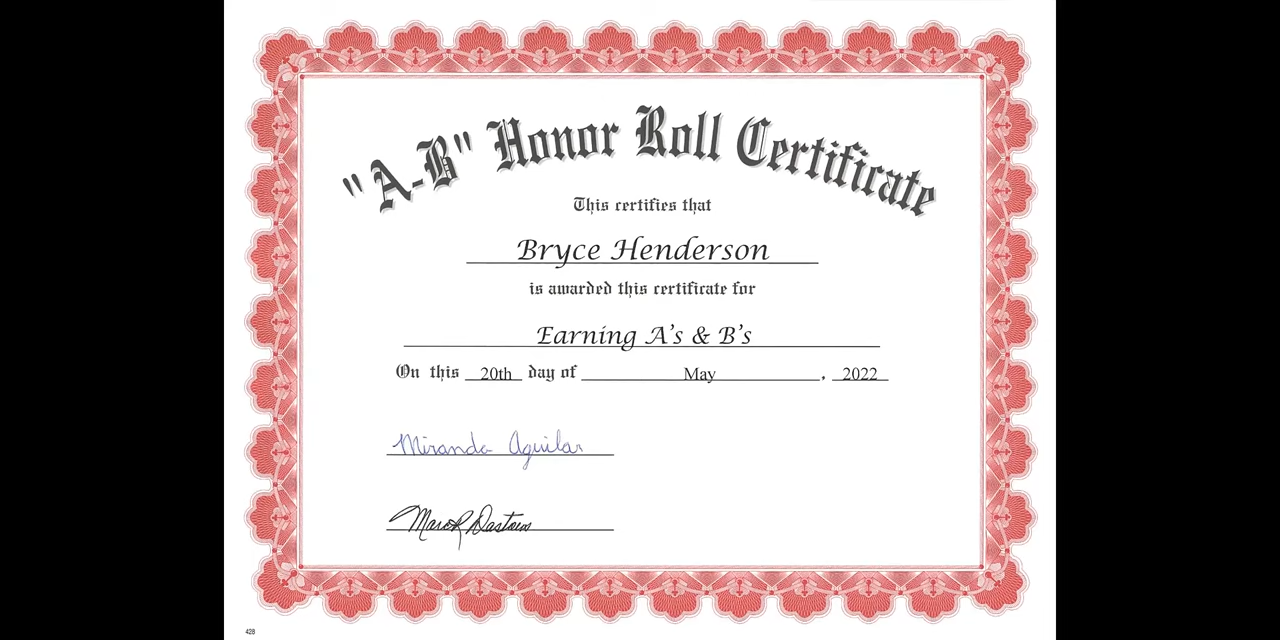 "A-B" Honor Roll Certificate
This certifies that
Bryce Henderson
is awarded this certificate for
Earning A's & B's
On this 20th day of May, 2022
Miranda Aguilar
428